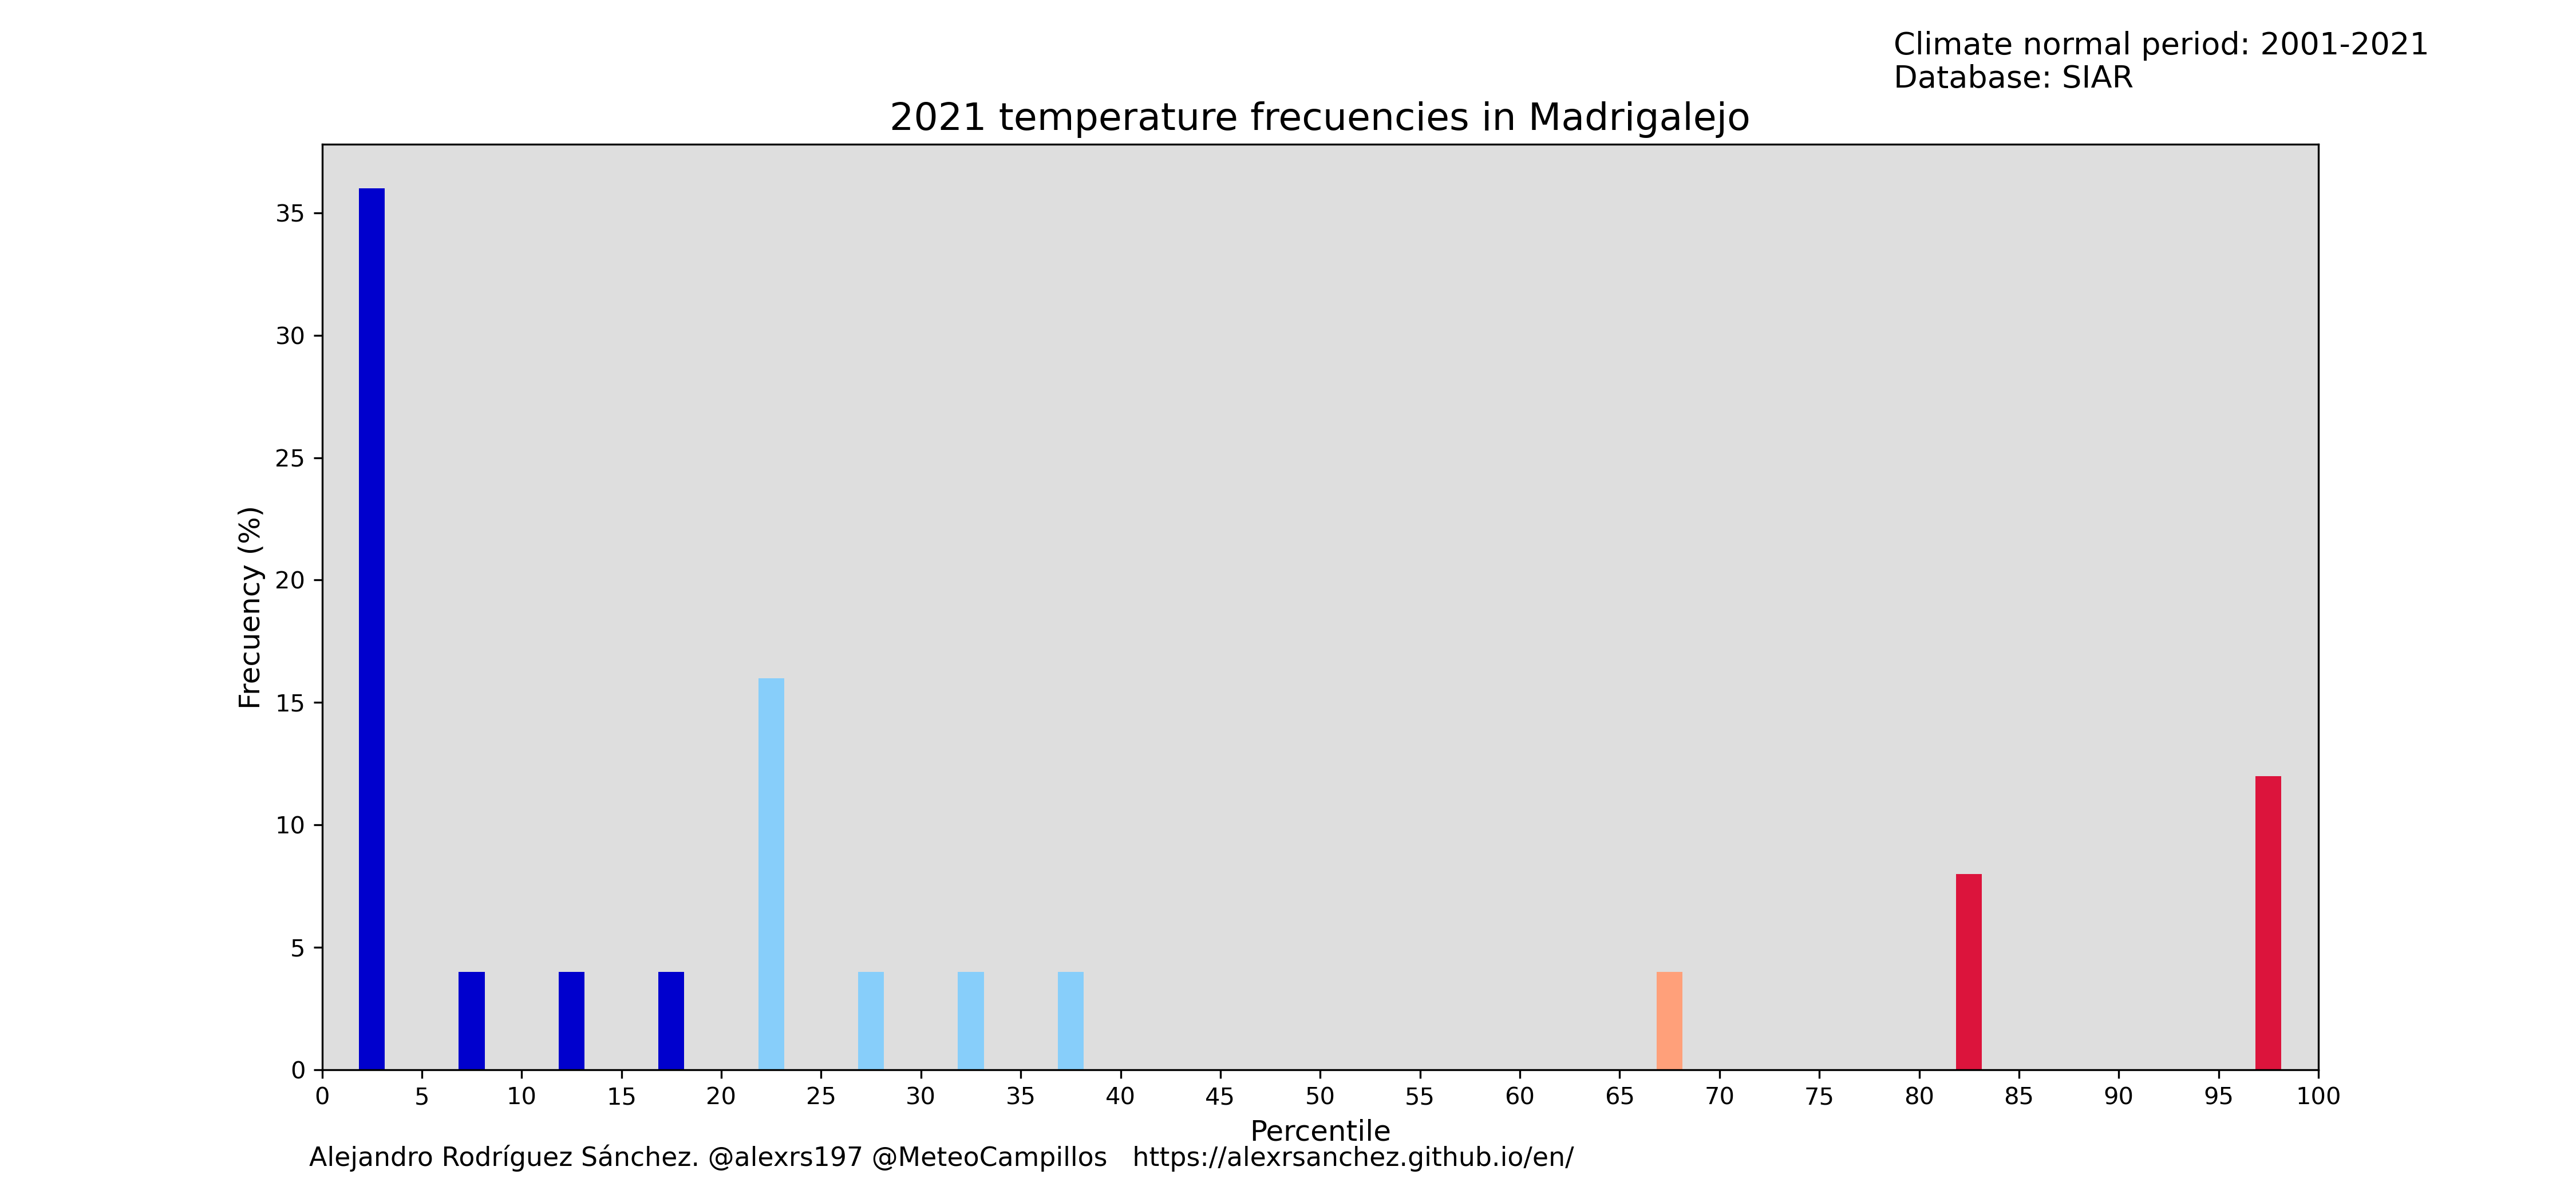 Climate normal period: 2001-2021
Database: SIAR
2021 temperature frecuencies in Madrigalejo
Frecuency (%)
35
30
25
20
15
10
5
0
0 5 10 15 20 25 30 35 40 45 50 55 60 65 70 75 80 85 90 95 100
Percentile
Alejandro Rodríguez Sánchez. @alexrs197 @MeteoCampillos https://alexrsanchez.github.io/en/